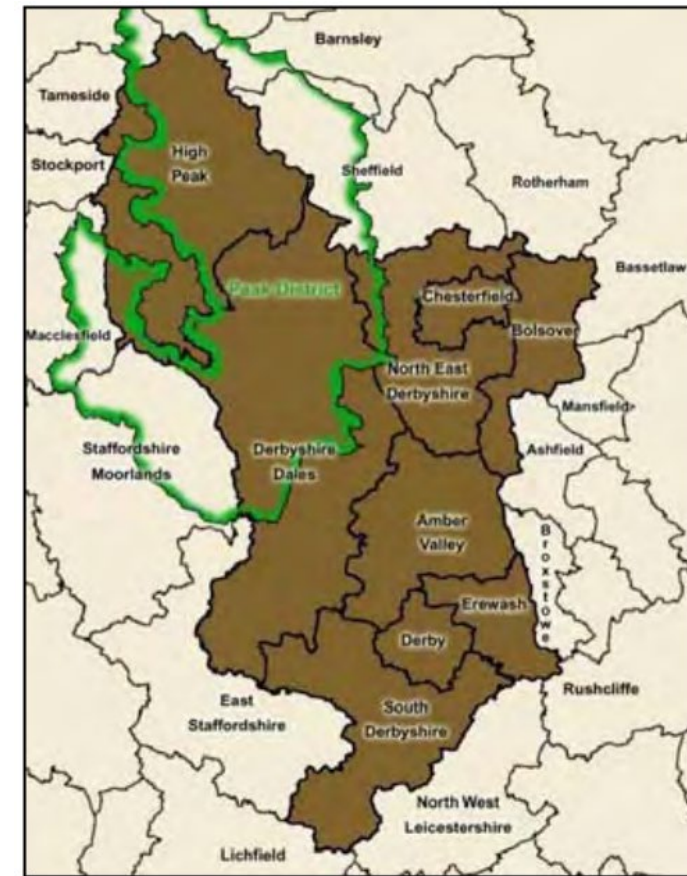 Barnsley
Tameside
High
Peak
Stockport
Sheffield
Rotherham
Bassetlaw
Peak District
Chesterfield
Bolsover
Macclesfield
North East
Derbyshire
Mansfield
Staffordshire
Moorlands
Derbyshire
Dales
Ashfield
Amber
Valley
Broxstowe
Erewash
Derby
Rushcliffe
East
Staffordshire
South
Derbyshire
North West
Leicestershire
Lichfield